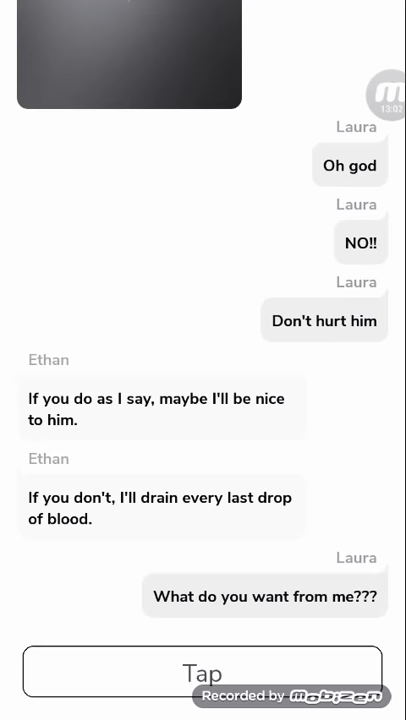 m
13:02
Laura
Oh god
Laura
NO!!
Laura
Don't hurt him
Ethan
If you do as I say, maybe I'll be nice
to him.
Ethan
If you don't, I'll drain every last drop
of blood.
Laura
What do you want from me???
Tap
Recorded by mobizen